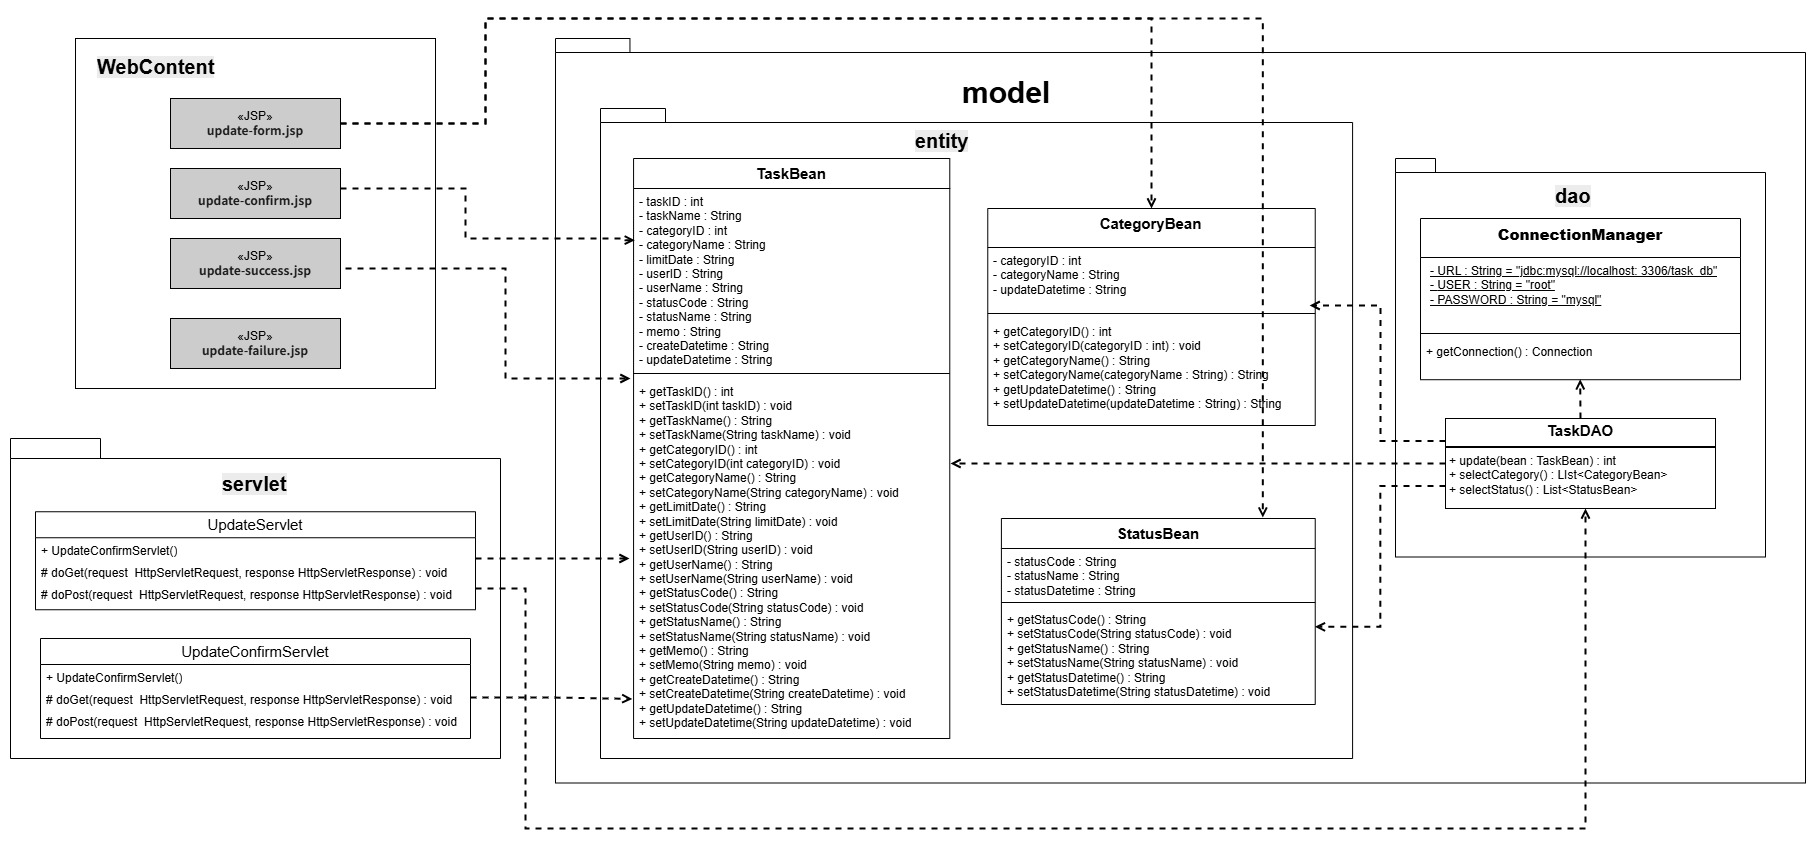 WebContent
«JSP»
update-form.jsp
«JSP»
update-confirm.jsp
«JSP»
update-success.jsp
«JSP»
update-failure.jsp
servlet
UpdateServlet
+ UpdateConfirmServlet()
# doGet(request  HttpServletRequest, response HttpServletResponse) : void
# doPost(request  HttpServletRequest, response HttpServletResponse) : void
UpdateConfirmServlet
+ UpdateConfirmServlet()
# doGet(request  HttpServletRequest, response HttpServletResponse) : void
# doPost(request  HttpServletRequest, response HttpServletResponse) : void
model
entity
TaskBean
- taskID : int
- taskName : String
- categoryID : int
- categoryName : String
- limitDate : String
- userID : String
- userName : String
- statusCode : String
- statusName : String
- memo : String
- createDatetime : String
- updateDatetime : String
+ getTaskID() : int
+ setTaskID(int taskID) : void
+ getTaskName() : String
+ setTaskName(String taskName) : void
+ getCategoryID() : int
+ setCategoryID(int categoryID) : void
+ getCategoryName() : String
+ setCategoryName(String categoryName) : void
+ getLimitDate() : String
+ setLimitDate(String limitDate) : void
+ getUserID() : String
+ setUserID(String userID) : void
+ getUserName() : String
+ setUserName(String userName) : void
+ getStatusCode() : String
+ setStatusCode(String statusCode) : void
+ getStatusName() : String
+ setStatusName(String statusName) : void
+ getMemo() : String
+ setMemo(String memo) : void
+ getCreateDatetime() : String
+ setCreateDatetime(String createDatetime) : void
+ getUpdateDatetime() : String
+ setUpdateDatetime(String updateDatetime) : void
CategoryBean
- categoryID : int
- categoryName : String
- updateDatetime : String
+ getCategoryID() : int
+ setCategoryID(categoryID : int) : void
+ getCategoryName() : String
+ setCategoryName(categoryName : String) : String
+ getUpdateDatetime() : String
+ setUpdateDatetime(updateDatetime : String) : String
StatusBean
- statusCode : String
- statusName : String
- statusDatetime : String
+ getStatusCode() : String
+ setStatusCode(String statusCode) : void
+ getStatusName() : String
+ setStatusName(String statusName) : void
+ getStatusDatetime() : String
+ setStatusDatetime(String statusDatetime) : void
dao
ConnectionManager
- URL : String = "jdbc:mysql://localhost: 3306/task_db"
- USER : String = "root"
- PASSWORD : String = "mysql"
+ getConnection() : Connection
TaskDAO
+ update(bean : TaskBean) : int
+ selectCategory() : LIst<CategoryBean>
+ selectStatus() : List<StatusBean>